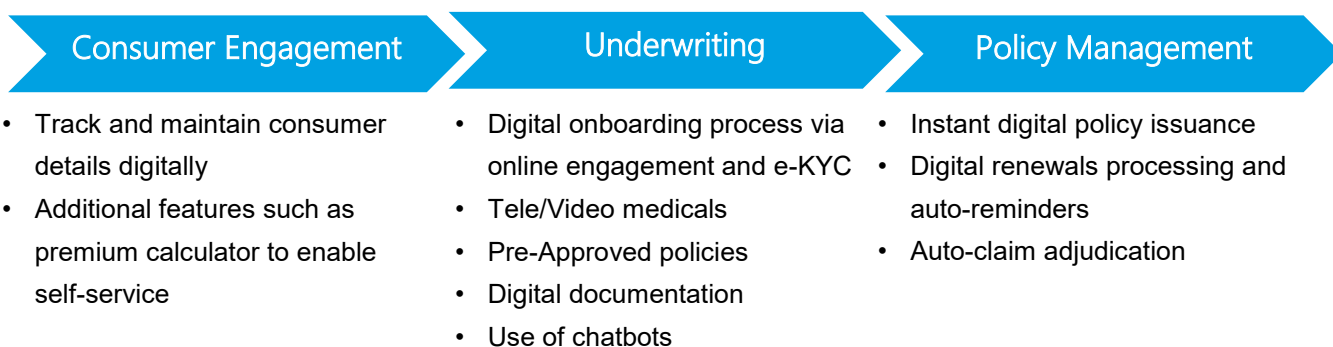 Consumer Engagement
• Track and maintain consumer
details digitally
• Additional features such as
premium calculator to enable
self-service
Underwriting
• Digital onboarding process via
online engagement and e-KYC
• Tele/Video medicals
• Pre-Approved policies
• Digital documentation
• Use of chatbots
Policy Management
• Instant digital policy issuance
• Digital renewals processing and
auto-reminders
• Auto-claim adjudication